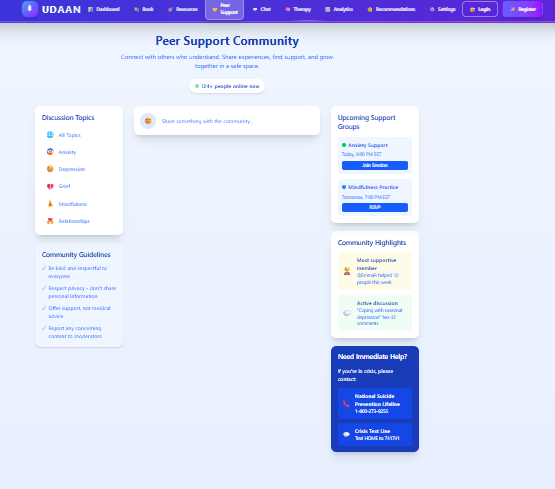 UDAAN
Dashboard
Book
Resources
Peer
Support
Chat
Therapy
Analytics
Recommendations
Settings
Login
Register
Peer Support Community
Connect with others who understand. Share experiences, find support, and grow
together in a safe space.
124+ people online now
Discussion Topics
All Topics
Anxiety
Depression
Grief
Mindfulness
Relationships
Community Guidelines
✓ Be kind and respectful to
everyone
✓ Respect privacy - don't share
personal information
✓ Offer support, not medical
advice
✓ Report any concerning
content to moderators
Share something with the community...
Upcoming Support
Groups
Anxiety Support
Today, 6:00 PM EST
Join Session
Mindfulness Practice
Tomorrow, 7:00 PM EST
RSVP
Community Highlights
Most supportive
member
@EmmaR helped 12
people this week
Active discussion
"Coping with seasonal
depression" has 42
comments
Need Immediate Help?
If you're in crisis, please
contact:
National Suicide
Prevention Lifeline
1-800-273-8255
Crisis Text Line
Text HOME to 741741